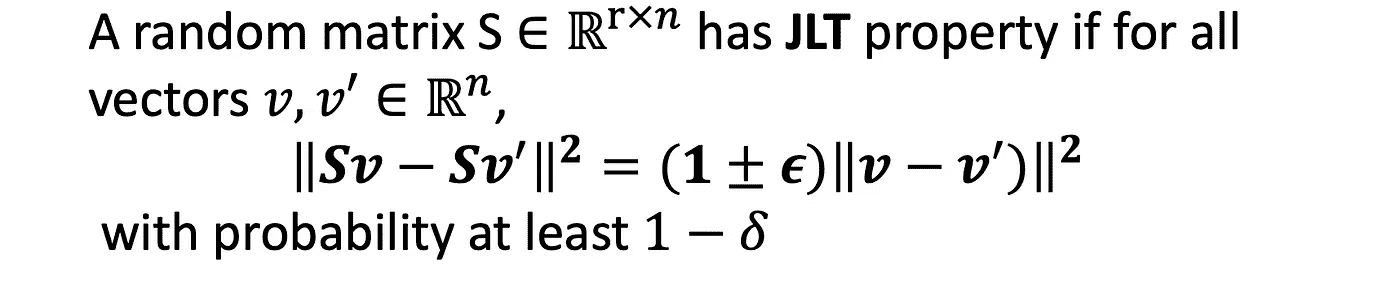 A random matrix S ∈ ℝ^{r×n} has JLT property if for all
vectors v, v′ ∈ ℝ^n,
‖Sv − Sv′‖² = (1 ± ϵ)‖v − v′)‖²
with probability at least 1 − δ